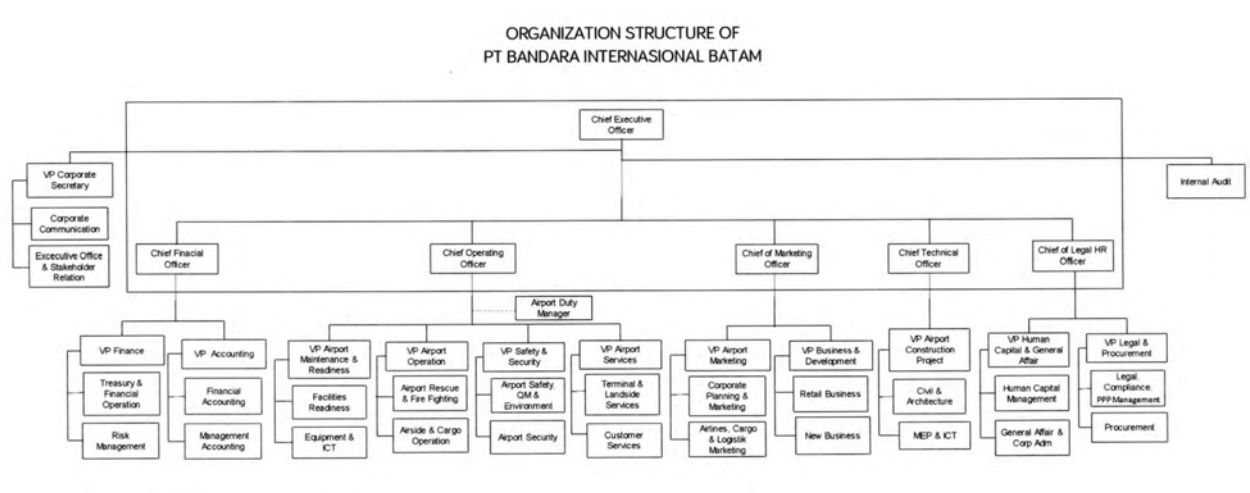 ORGANIZATION STRUCTURE OF
PT BANDARA INTERNASIONAL BATAM
Chief Executive
Officer
VP Corporate
Secretary
Internal Audit
Corporate
Communication
Excecutive Office
& Stakeholder
Relation
Chief Finacial
Officer
Chief Operating
Officer
Chief of Marketing
Officer
Chief Technical
Officer
Chief of Legal HR
Officer
Airport Duty
Manager
VP Finance
VP Accounting
VP Airport
Maintenance &
Readiness
VP Airport
Operation
VP Safety &
Security
VP Airport
Services
VP Airport
Marketing
VP Business &
Development
VP Airport
Construction
Project
VP Human
Capital & General
Affair
VP Legal &
Procurement
Treasury &
Financial
Operation
Financial
Accounting
Facilities
Readiness
Airport Rescue
& Fire Fighting
Airport Safety,
QM &
Environment
Terminal &
Landside
Services
Corporate
Planning &
Marketing
Retail Business
Civil &
Architecture
Human Capital
Management
Legal,
Compliance,
PPP Management
Risk
Management
Management
Accounting
Equipment &
ICT
Airside & Cargo
Operation
Airport Security
Customer
Services
Airlines, Cargo
& Logistik
Marketing
New Business
MEP & ICT
General Affair &
Corp Adm
Procurement